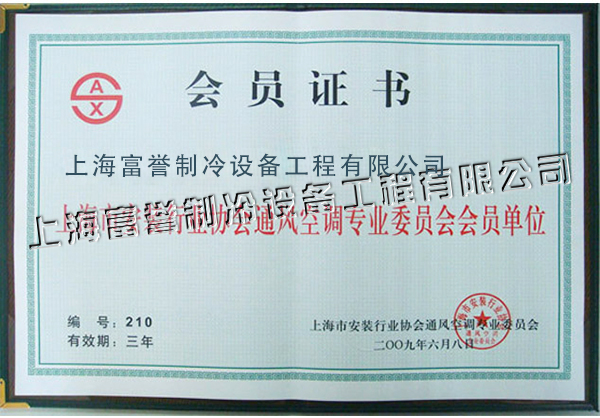 AX
会员证书
上海富誉制冷设备工程有限公司
上海富誉制冷设备工程有限公司
上海市安装行业协会通风空调专业委员会会员单位
编号:210
有效期:三年
上海市安装行业协会通风空调专业委员会
二〇〇九年六月八日